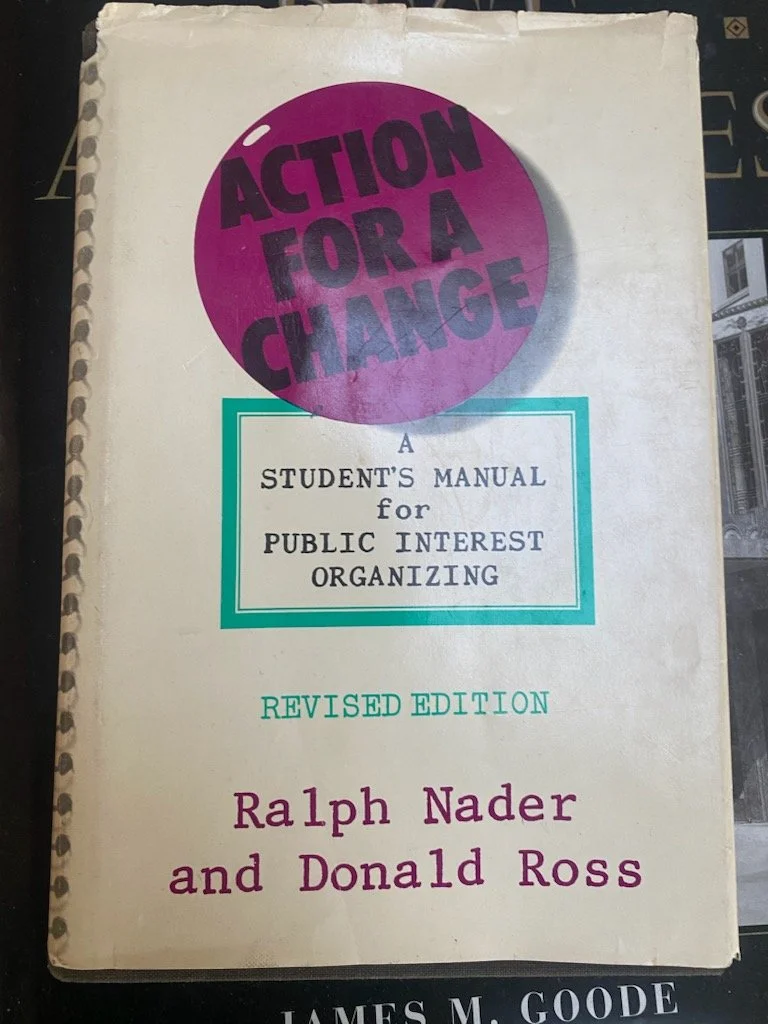 ACTION
FOR A
CHANGE
A
STUDENT'S MANUAL
for
PUBLIC INTEREST
ORGANIZING
REVISED EDITION
Ralph Nader
and Donald Ross
JAMES M. GOODE